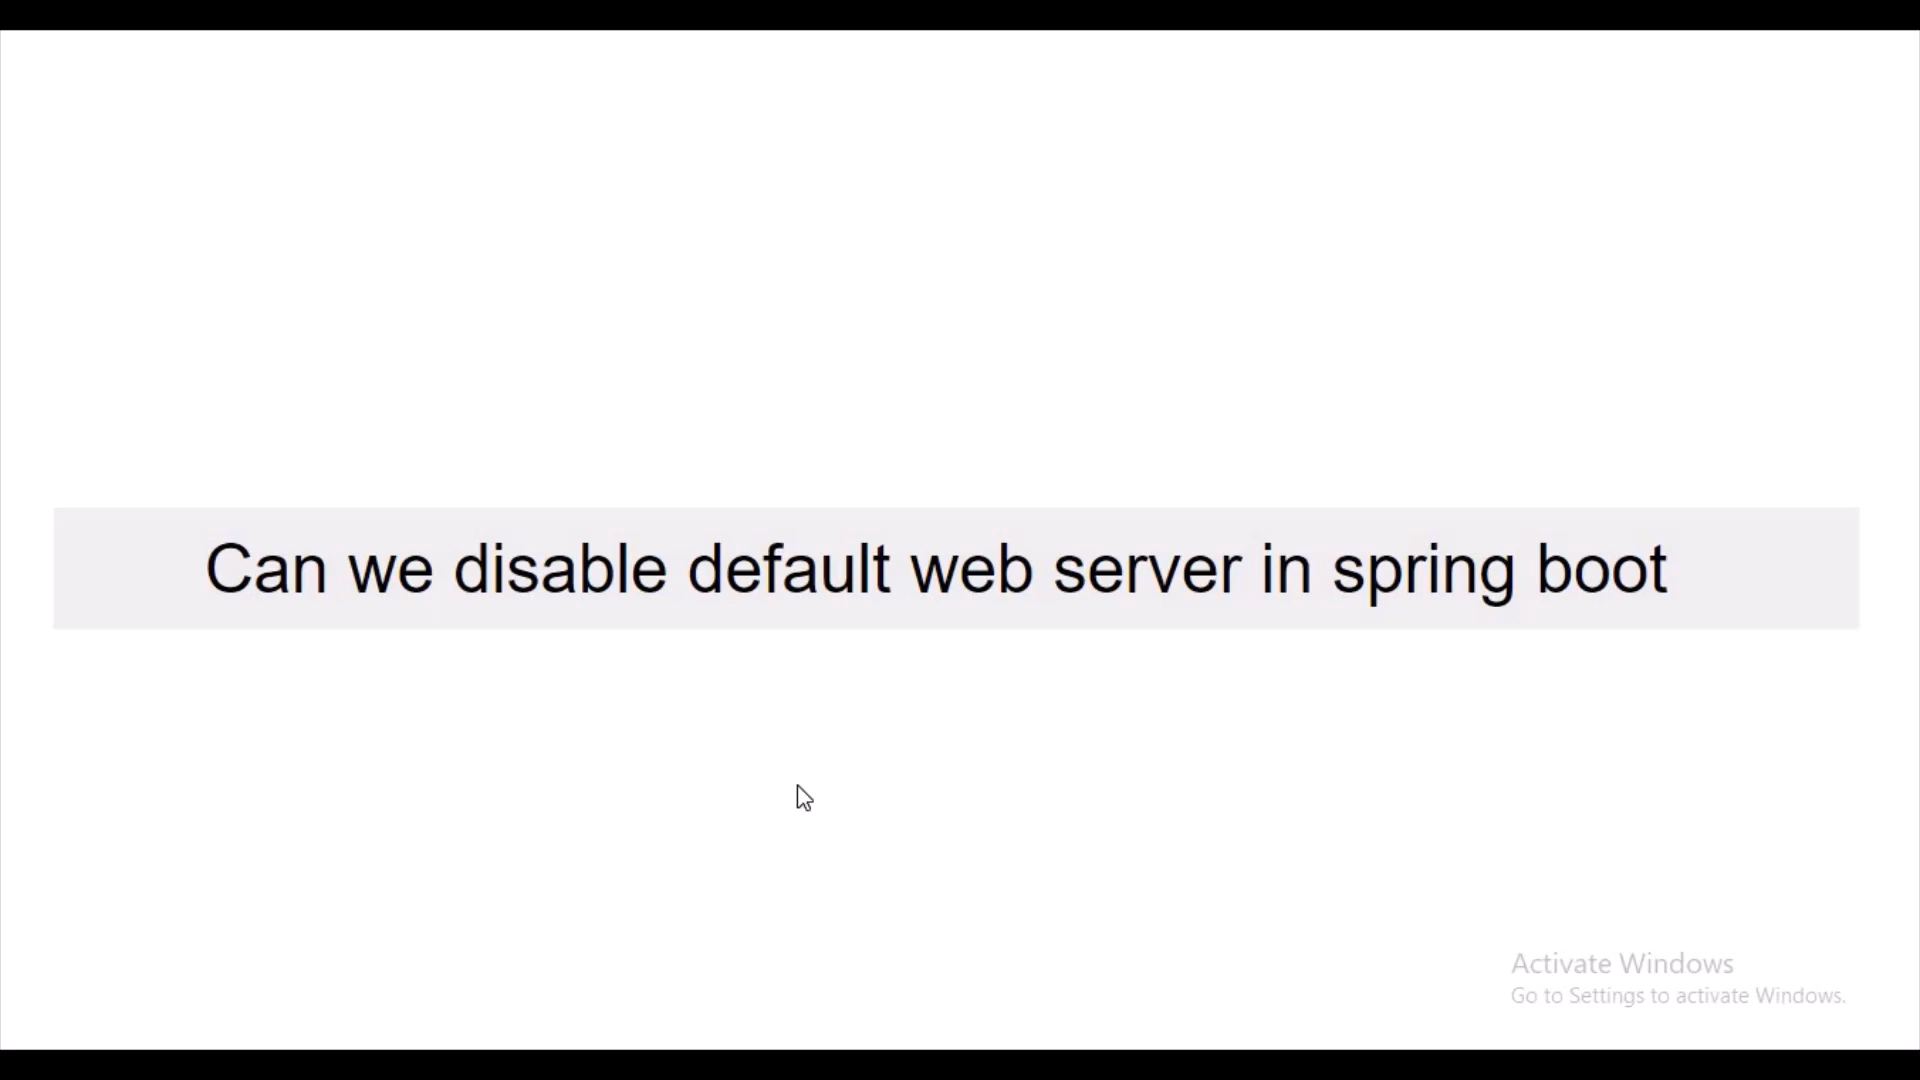 Can we disable default web server in spring boot
Activate Windows
Go to Settings to activate Windows.